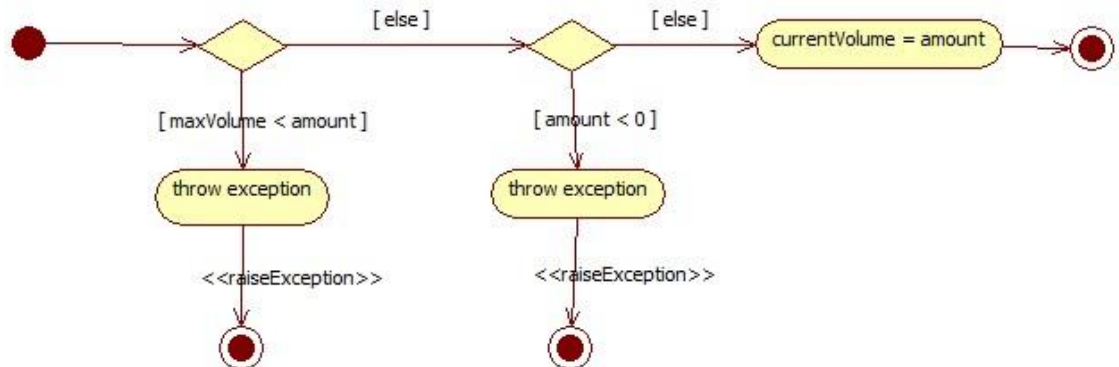 [ else ]
[ else ]
currentVolume = amount
[ maxVolume < amount ]
[ amount < 0 ]
throw exception
throw exception
<<raiseException>>
<<raiseException>>